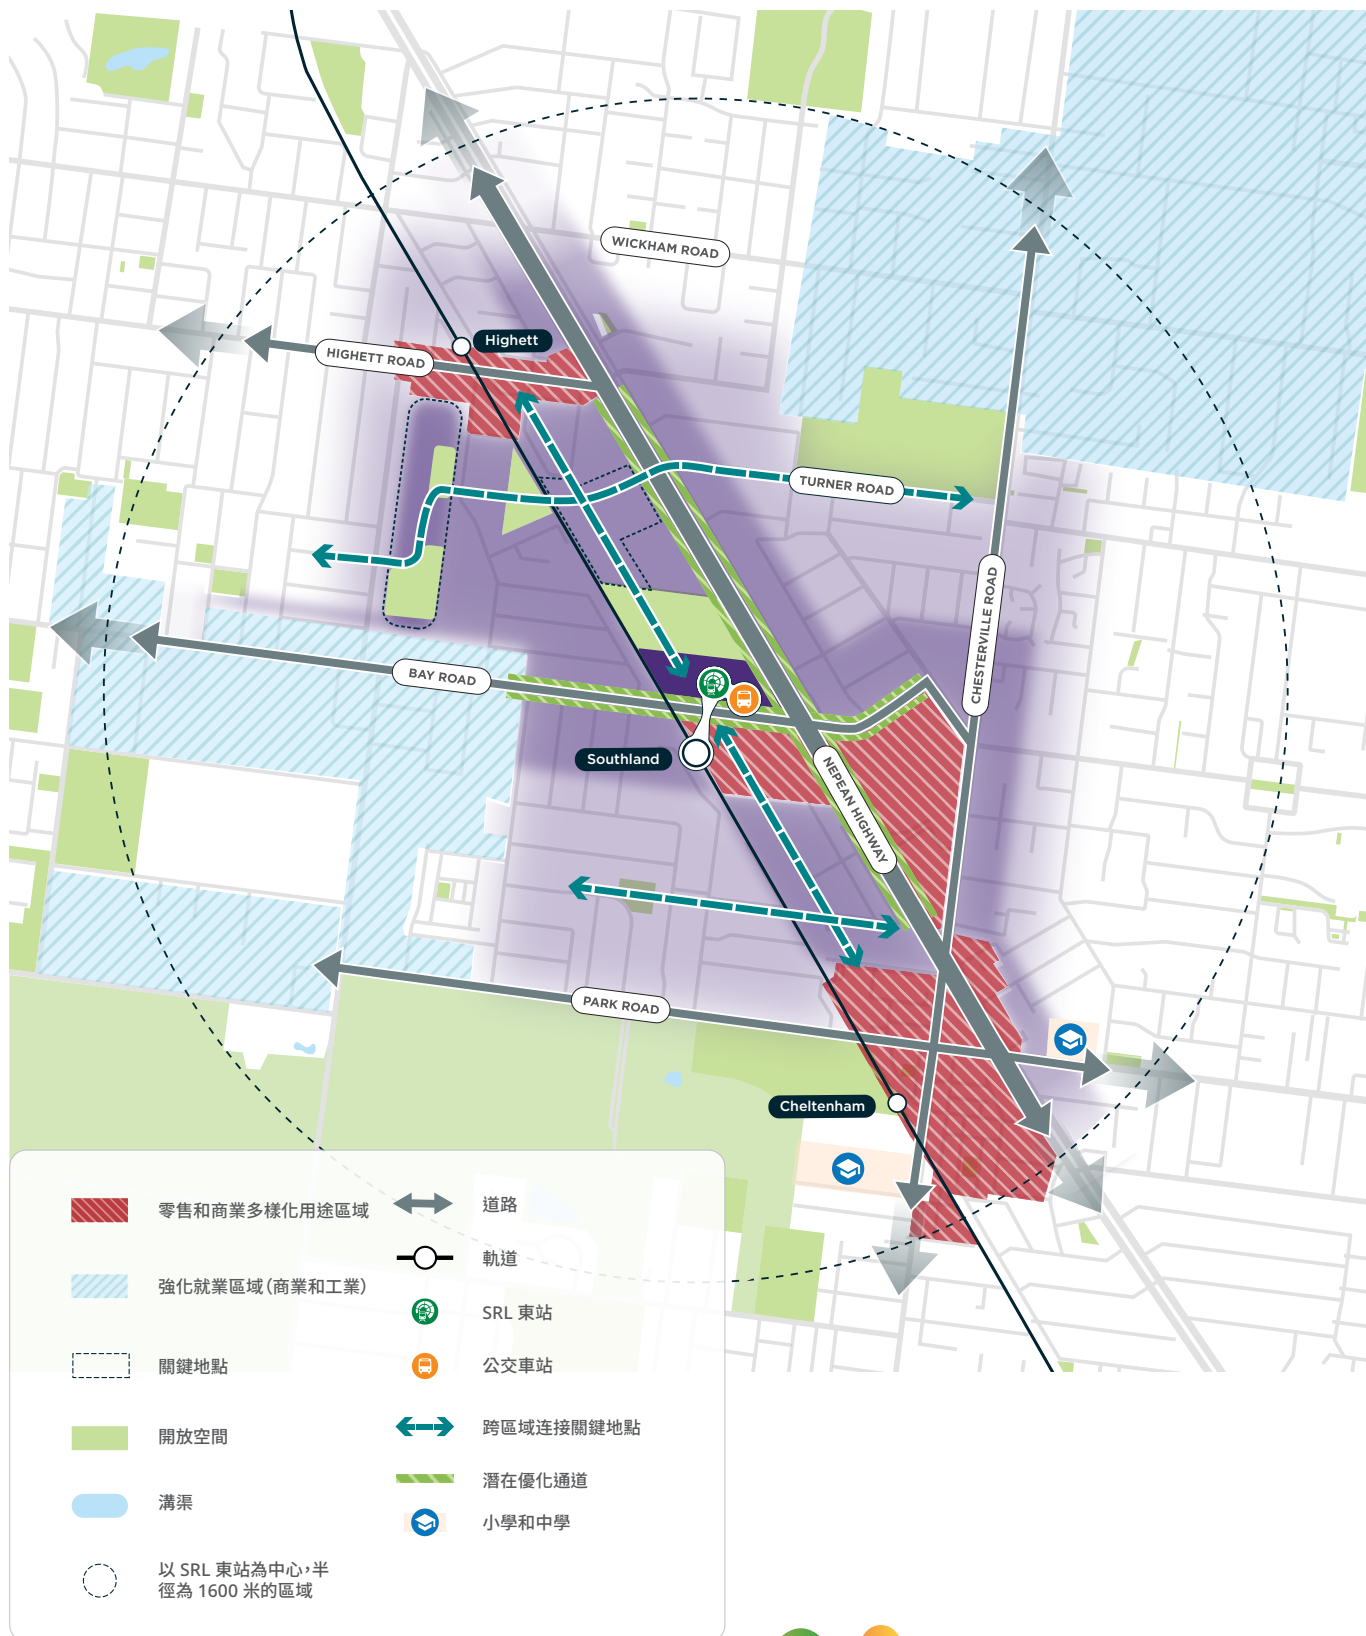 WICKHAM ROAD
Highett
HIGHETT ROAD
TURNER ROAD
CHESTERVILLE ROAD
BAY ROAD
Southland
NEPEAN HIGHWAY
PARK ROAD
Cheltenham
零售和商業多樣化用途區域
強化就業區域(商業和工業)
關鍵地點
開放空間
溝渠
以 SRL 東站為中心,半
徑為 1600 米的區域
道路
軌道
SRL 東站
公交車站
跨區域连接關鍵地點
潛在優化通道
小學和中學